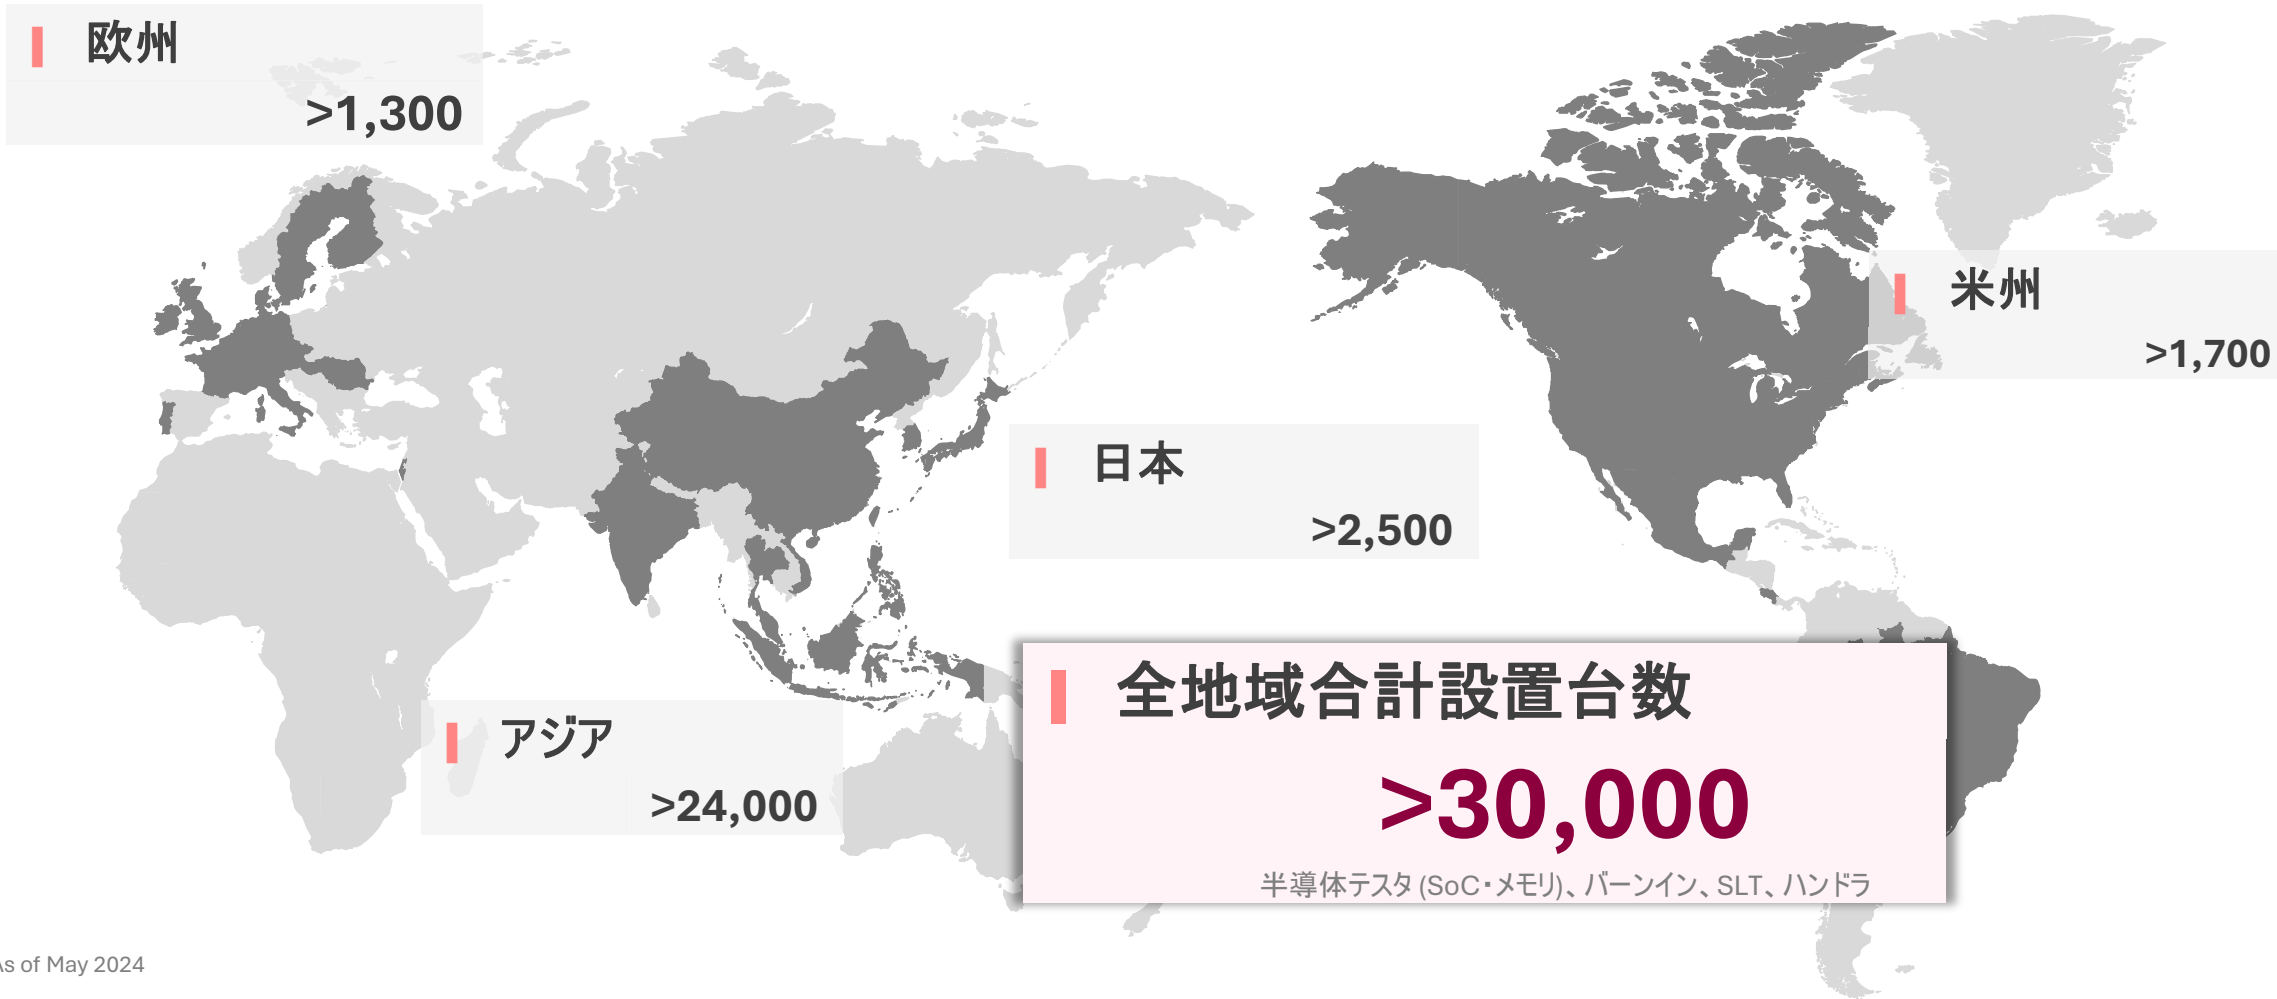 欧州
>1,300
米州
>1,700
日本
>2,500
全地域合計設置台数
>30,000
半導体テスタ (SoC・メモリ)、バーンイン、SLT、ハンドラ
アジア
>24,000
As of May 2024